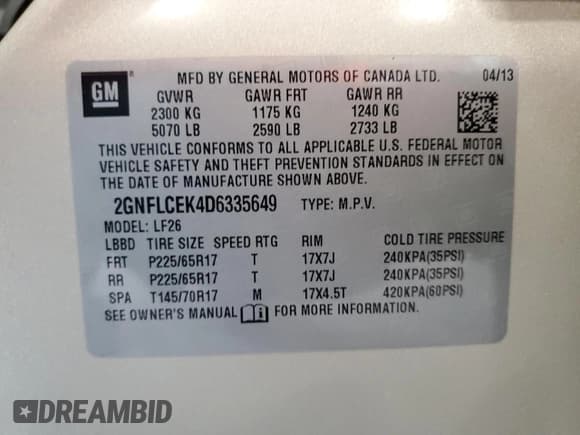 GM
MFD BY GENERAL MOTORS OF CANADA LTD. 04/13
GVWR GAWR FRT GAWR RR
2300 KG 1175 KG 1240 KG
5070 LB 2590 LB 2733 LB
THIS VEHICLE CONFORMS TO ALL APPLICABLE U.S. FEDERAL MOTOR
VEHICLE SAFETY AND THEFT PREVENTION STANDARDS IN EFFECT ON
THE DATE OF MANUFACTURE SHOWN ABOVE.
2GNFLCEK4D6335649 TYPE: M.P.V.
MODEL: LF26
LBBD TIRE SIZE SPEED RTG RIM COLD TIRE PRESSURE
FRT P225/65R17 T 17X7J 240KPA(35PSI)
RR P225/65R17 T 17X7J 240KPA(35PSI)
SPA T145/70R17 M 17X4.5T 420KPA(60PSI)
SEE OWNER'S MANUAL FOR MORE INFORMATION.
DREAMBID